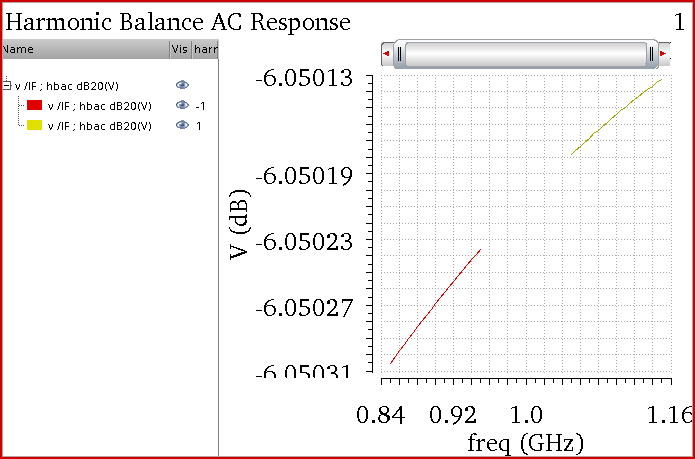 Harmonic Balance AC Response 1
Name Vis harr
v /IF ; hbac dB20(V)
v /IF ; hbac dB20(V) -1
v /IF ; hbac dB20(V) 1
V (dB)
-6.05013
-6.05019
-6.05023
-6.05027
-6.05031
0.84 0.92 1.0 1.16
freq (GHz)